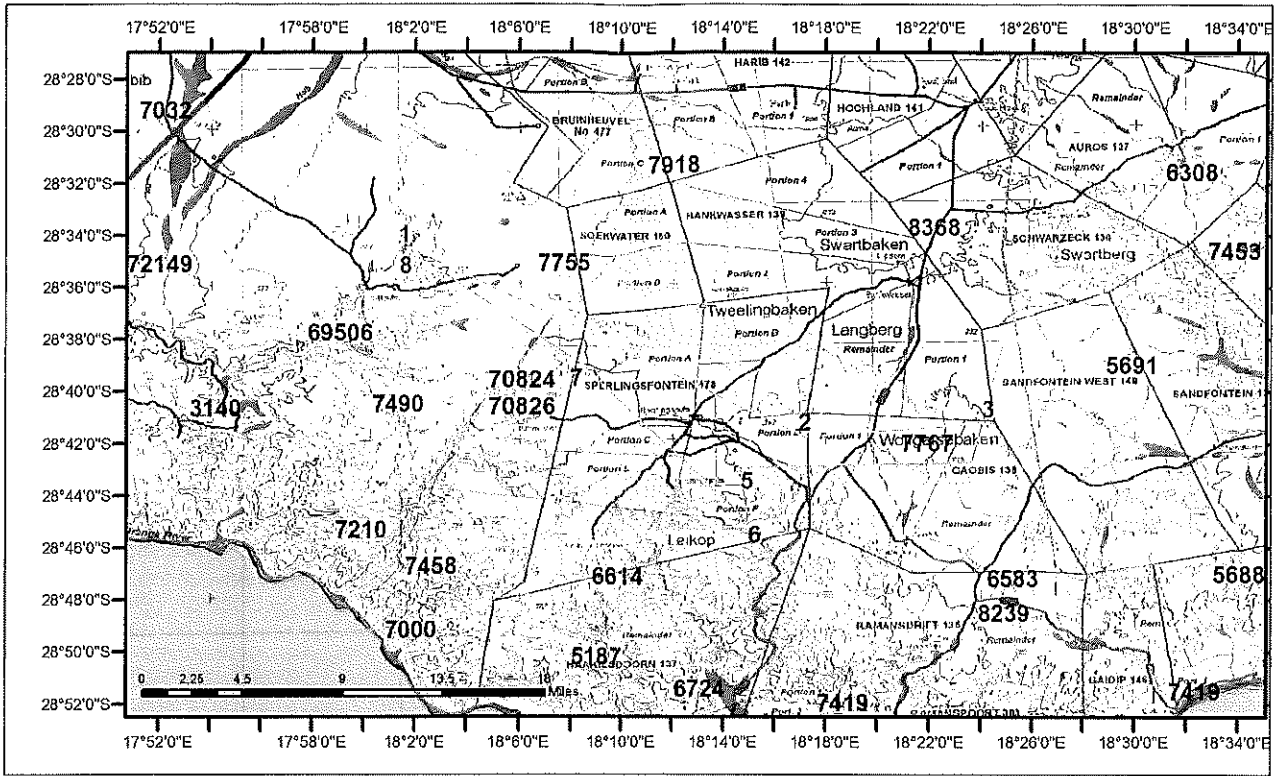 17°52'0"E 17°58'0"E 18°2'0"E 18°6'0"E 18°10'0"E 18°14'0"E 18°18'0"E 18°22'0"E 18°26'0"E 18°30'0"E 18°34'0"E
28°28'0"S
28°30'0"S
28°32'0"S
28°34'0"S
28°36'0"S
28°38'0"S
28°40'0"S
28°42'0"S
28°44'0"S
28°46'0"S
28°48'0"S
28°50'0"S
28°52'0"S
HARIB 142
Portion B
7032
HOCHLAND 141
Remainder
BRUINHEUVEL
No 477
Portion B
Portion 1
AUROS 137
Portion 1
Portion C
7918
Portion 4
Portion 1
Remainder
6308
Portion A
HANKWASSER 139
8368
1
SOEKWATER 160
Portion 3
Swartbaken
SCHWARZECK 136
Swartberg
7453
72149
8
7755
Portion D
Portion 2
Tweelingbaken
69506
Portion D
Langberg
Remainder
Portion 1
Portion A
5691
70824
7
SPERLINGSFONTEIN 178
SANDFONTEIN WEST 148
SANDFONTEIN
3140
7490
70826
2
3
Portion C
Portion 1
7767
CAOBIS 138
5
Portion F
Remainder
7210
6
Leikop
7458
6614
6583
5688
8239
7000
Remainder
RAMANSDRIFT 135
Remainder
5187
6724
7419
GAIDIP 146
7419
0 2.25 4.5 9 13.5 18
Miles
17°52'0"E 17°58'0"E 18°2'0"E 18°6'0"E 18°10'0"E 18°14'0"E 18°18'0"E 18°22'0"E 18°26'0"E 18°30'0"E 18°34'0"E